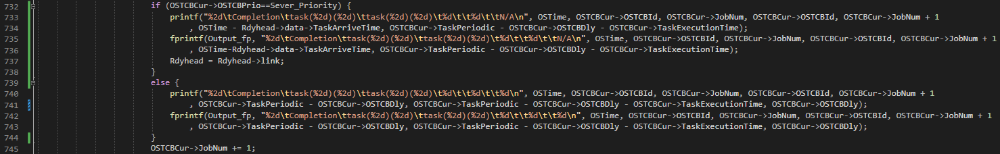 732 if (OSTCBCur->OSTCBPrio==Sever_Priority) {
733 printf("%2d\tCompletion\ttask(%2d)(%2d)\ttask(%2d)(%2d)\t%d\t\t%d\t\tN/A\n", OSTime, OSTCBCur->OSTCBId, OSTCBCur->JobNum, OSTCBCur->OSTCBId, OSTCBCur->JobNum + 1
734 , OSTime - Rdyhead->data->TaskArriveTime, OSTCBCur->TaskPeriodic - OSTCBCur->OSTCBDly - OSTCBCur->TaskExecutionTime);
735 fprintf(Output_fp, "%2d\tCompletion\ttask(%2d)(%2d)\ttask(%2d)(%2d)\t%d\t\t%d\t\tN/A\n", OSTime, OSTCBCur->OSTCBId, OSTCBCur->JobNum, OSTCBCur->OSTCBId, OSTCBCur->JobNum + 1
736 , OSTime-Rdyhead->data->TaskArriveTime, OSTCBCur->TaskPeriodic - OSTCBCur->OSTCBDly - OSTCBCur->TaskExecutionTime);
737 Rdyhead = Rdyhead->link;
738 }
739 else {
740 printf("%2d\tCompletion\ttask(%2d)(%2d)\ttask(%2d)(%2d)\t%d\t\t%d\t\t%d\n", OSTime, OSTCBCur->OSTCBId, OSTCBCur->JobNum, OSTCBCur->OSTCBId, OSTCBCur->JobNum + 1
741 , OSTCBCur->TaskPeriodic - OSTCBCur->OSTCBDly, OSTCBCur->TaskPeriodic - OSTCBCur->OSTCBDly - OSTCBCur->TaskExecutionTime, OSTCBCur->OSTCBDly);
742 fprintf(Output_fp, "%2d\tCompletion\ttask(%2d)(%2d)\ttask(%2d)(%2d)\t%d\t\t%d\t\t%d\n", OSTime, OSTCBCur->OSTCBId, OSTCBCur->JobNum, OSTCBCur->OSTCBId, OSTCBCur->JobNum + 1
743 , OSTCBCur->TaskPeriodic - OSTCBCur->OSTCBDly, OSTCBCur->TaskPeriodic - OSTCBCur->OSTCBDly - OSTCBCur->TaskExecutionTime, OSTCBCur->OSTCBDly);
744 }
745 OSTCBCur->JobNum += 1;